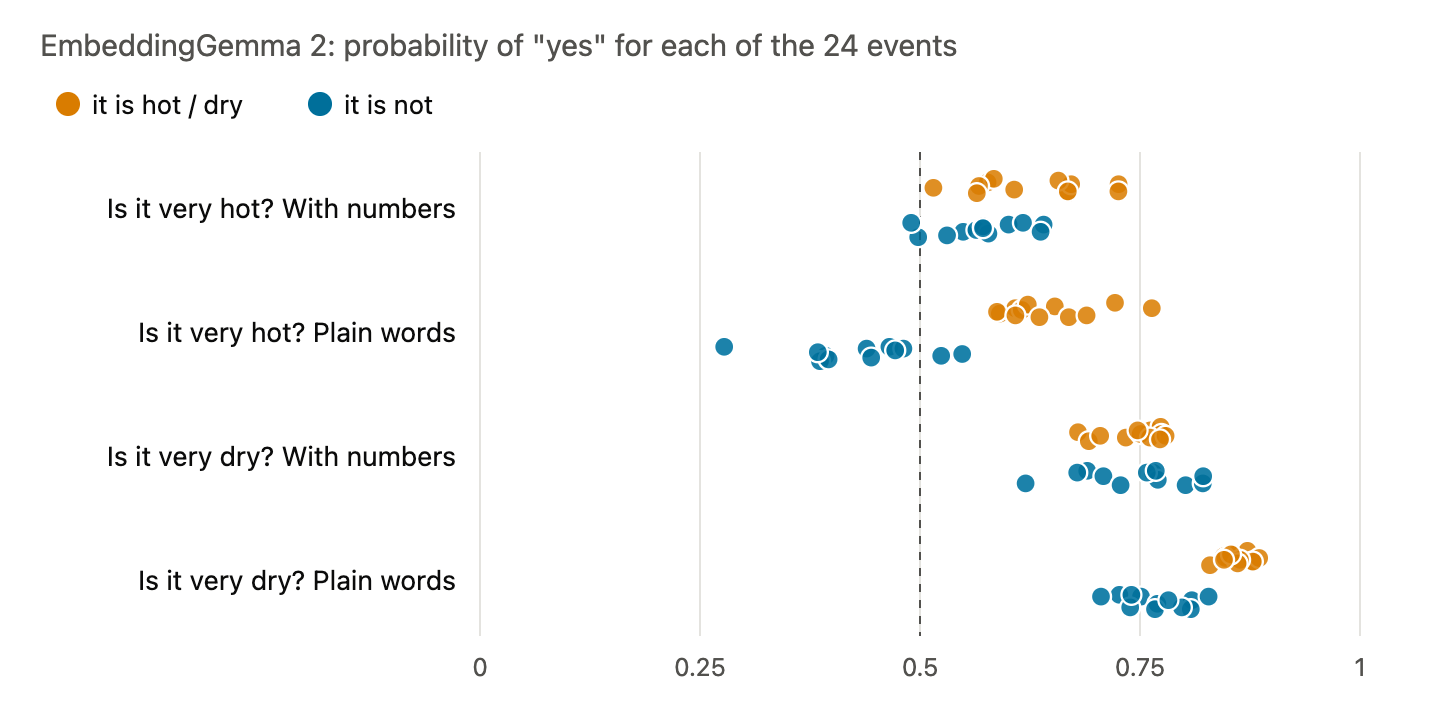 EmbeddingGemma 2: probability of "yes" for each of the 24 events
it is hot / dry it is not
Is it very hot? With numbers
Is it very hot? Plain words
Is it very dry? With numbers
Is it very dry? Plain words
0 0.25 0.5 0.75 1